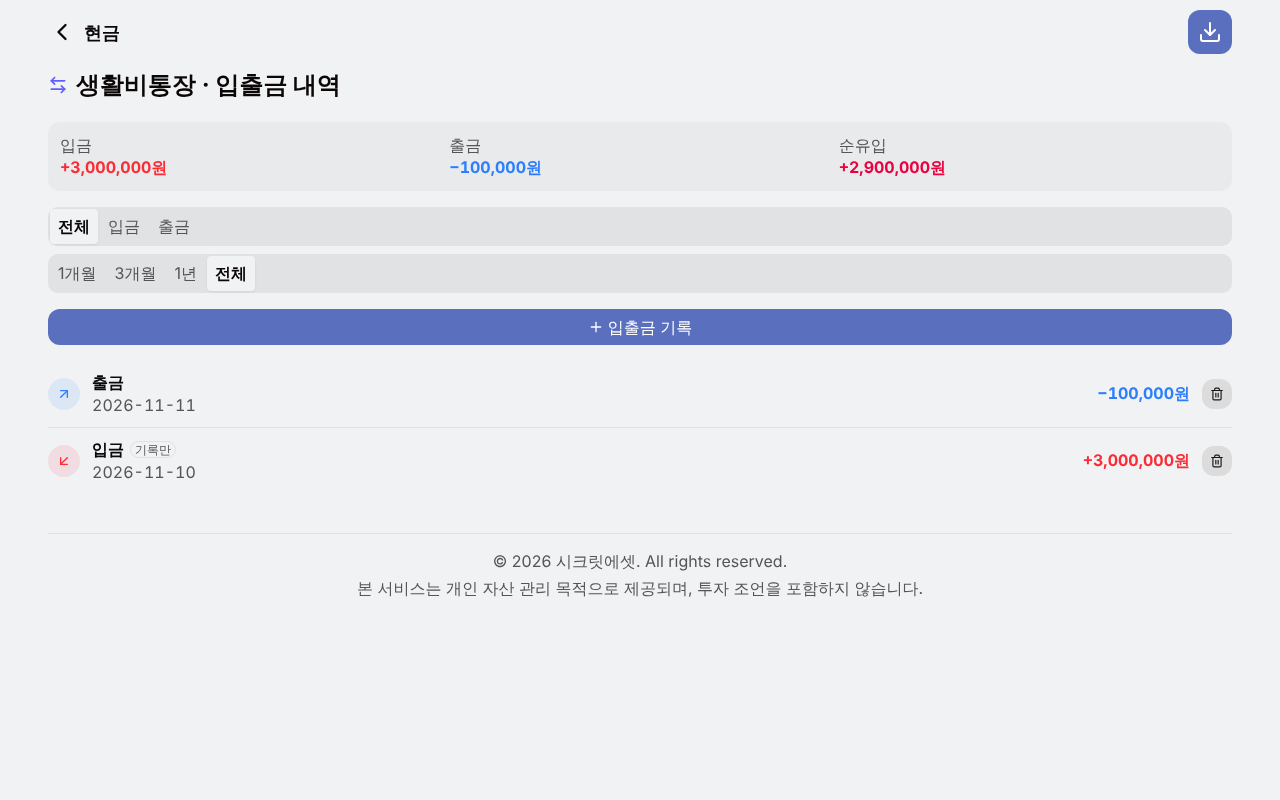 현금
생활비통장 · 입출금 내역
입금 출금 순유입
+3,000,000원 −100,000원 +2,900,000원
전체 입금 출금
1개월 3개월 1년 전체
+ 입출금 기록
출금
2026-11-11
−100,000원
입금 기록만
2026-11-10
+3,000,000원
© 2026 시크릿에셋. All rights reserved.
본 서비스는 개인 자산 관리 목적으로 제공되며, 투자 조언을 포함하지 않습니다.